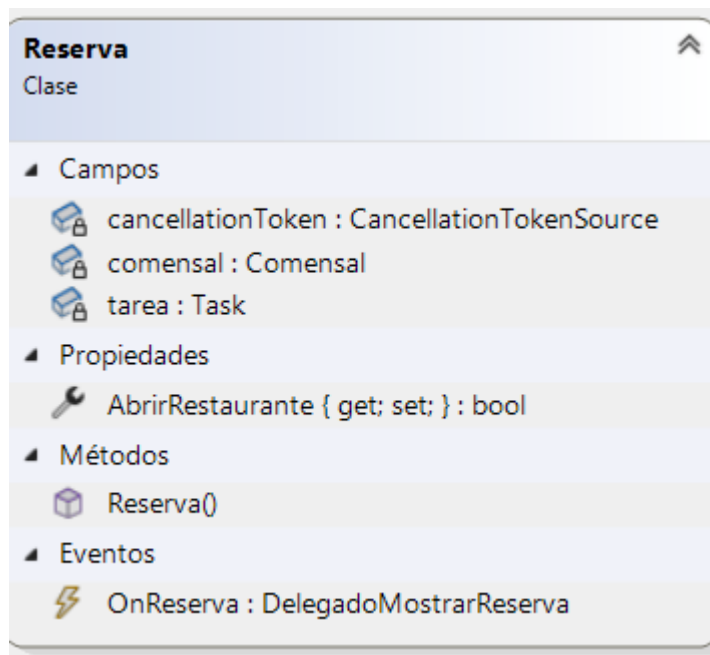 Reserva
Clase
Campos
cancellationToken : CancellationTokenSource
comensal : Comensal
tarea : Task
Propiedades
AbrirRestaurante { get; set; } : bool
Métodos
Reserva()
Eventos
OnReserva : DelegadoMostrarReserva